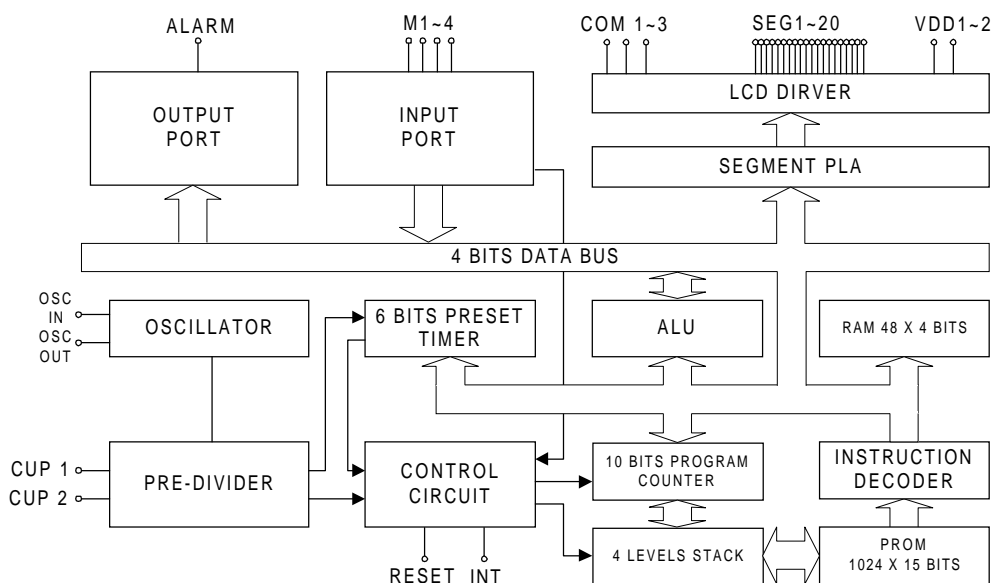 ALARM
M1~4
COM 1~3
SEG1~20
VDD1~2
OUTPUT
PORT
INPUT
PORT
LCD DIRVER
SEGMENT PLA
4 BITS DATA BUS
OSC
IN
OSC
OUT
OSCILLATOR
6 BITS PRESET
TIMER
ALU
RAM 48 X 4 BITS
CUP 1
CUP 2
PRE-DIVIDER
CONTROL
CIRCUIT
10 BITS PROGRAM
COUNTER
INSTRUCTION
DECODER
4 LEVELS STACK
PROM
1024 X 15 BITS
RESET
INT